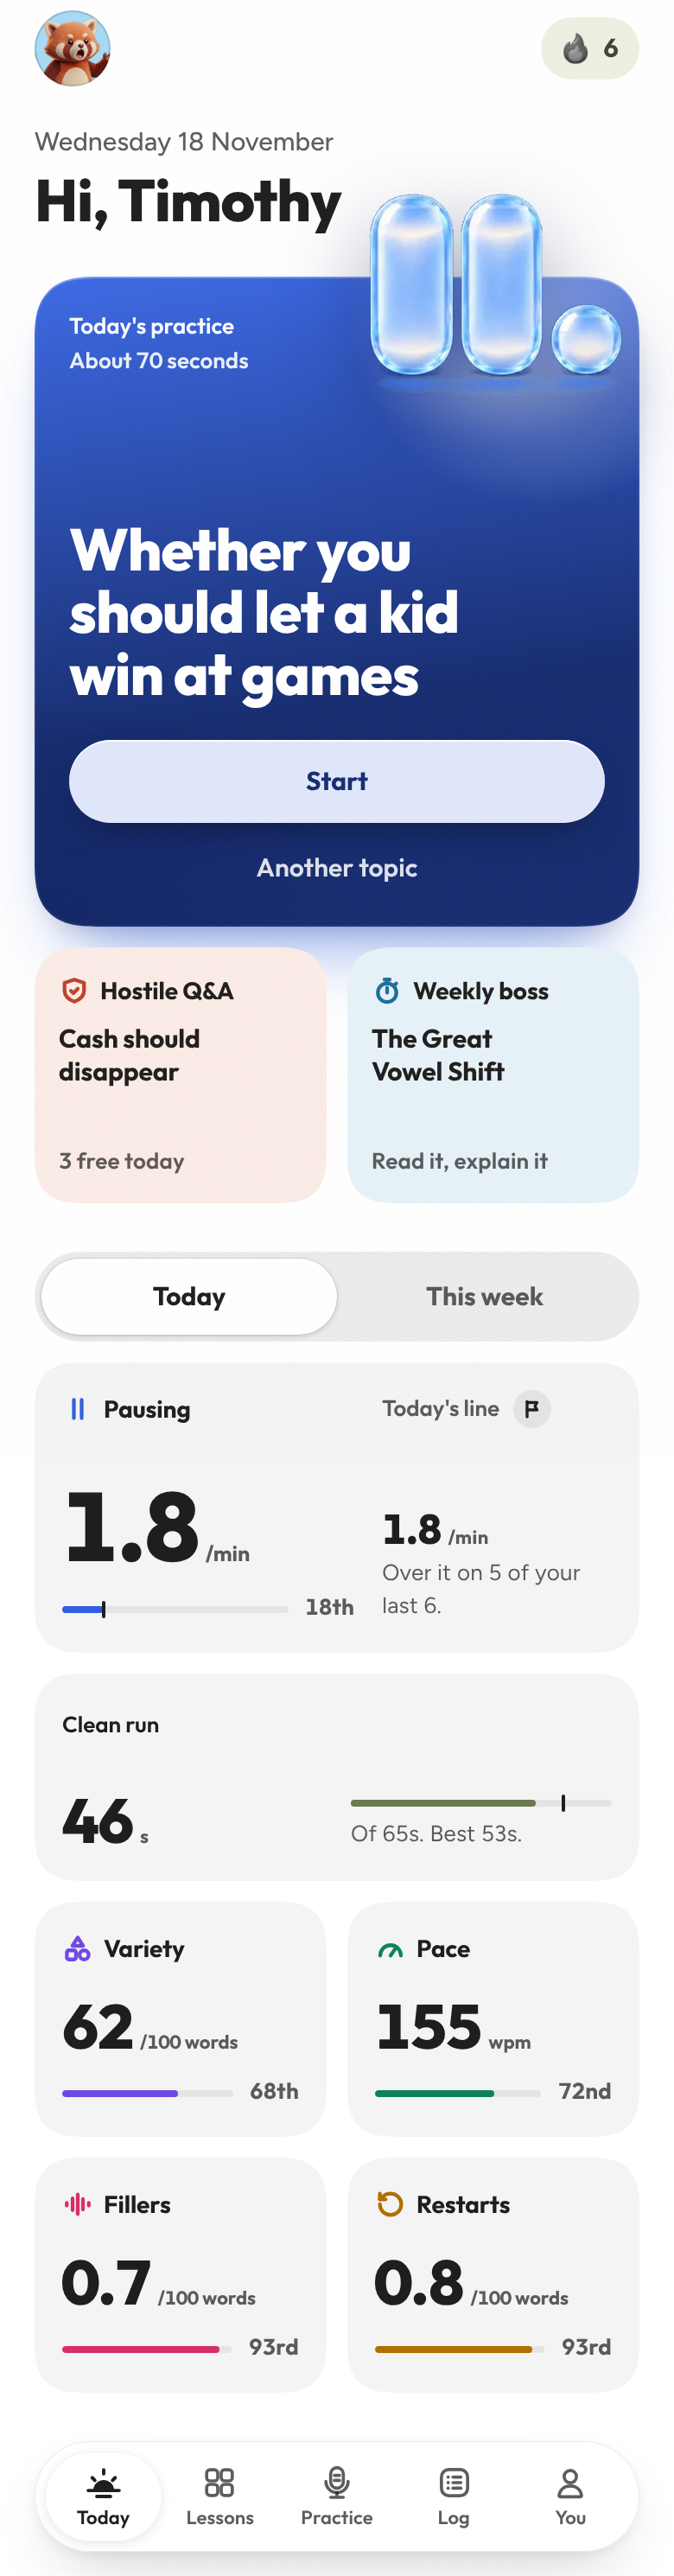 6
Wednesday 18 November
Hi, Timothy
Today's practice
About 70 seconds
Whether you
should let a kid
win at games
Start
Another topic
Hostile Q&A
Cash should
disappear
3 free today
Weekly boss
The Great
Vowel Shift
Read it, explain it
Today
This week
Pausing
1.8 /min
18th
Today's line
1.8 /min
Over it on 5 of your
last 6.
Clean run
46 s
Of 65s. Best 53s.
Variety
62 /100 words
68th
Pace
155 wpm
72nd
Fillers
0.7 /100 words
93rd
Restarts
0.8 /100 words
93rd
Today
Lessons
Practice
Log
You